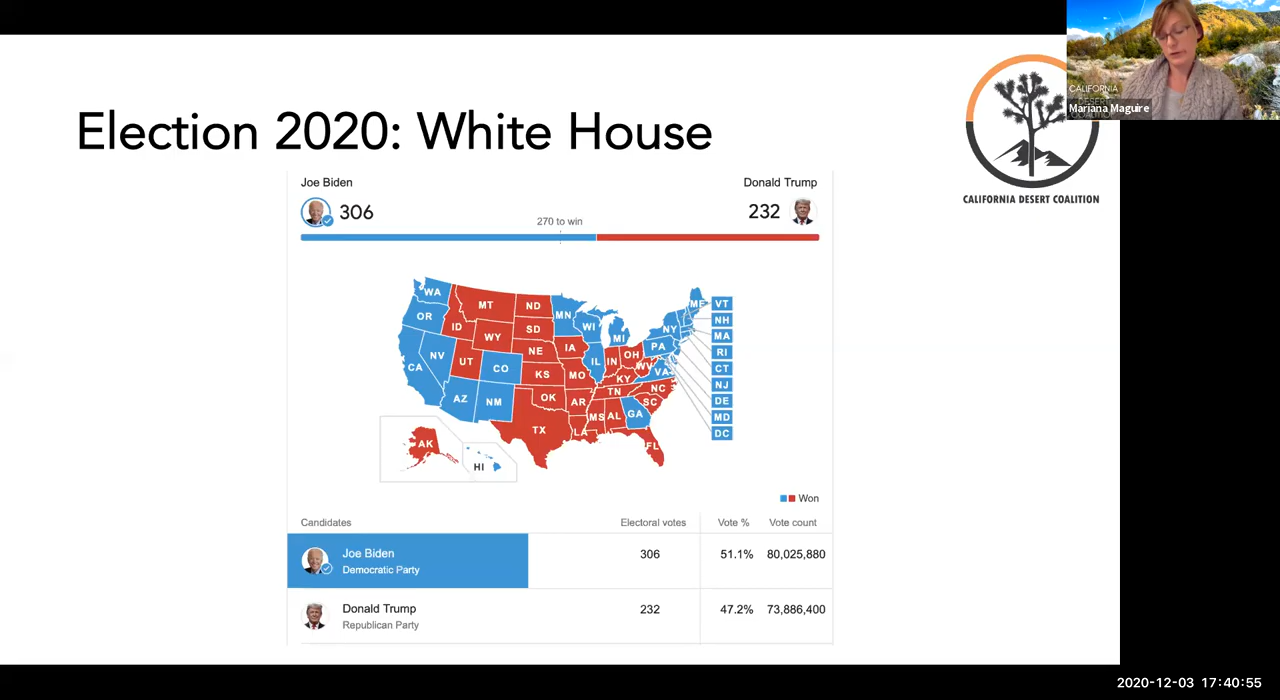 CALIFORNIA
DESERT
COALITION
Mariana Maguire
Election 2020: White House
CALIFORNIA DESERT COALITION
Joe Biden
Donald Trump
306
232
270 to win
WA
OR
CA
NV
ID
MT
WY
UT
AZ
CO
NM
ND
SD
NE
KS
OK
TX
MN
IA
MO
AR
LA
WI
IL
MI
IN
OH
KY
TN
MS
AL
GA
FL
SC
NC
WV
VA
PA
NY
ME
VT
NH
MA
RI
CT
NJ
DE
MD
DC
AK
HI
Won
Candidates Electoral votes Vote % Vote count
Joe Biden 306 51.1% 80,025,880
Democratic Party
Donald Trump 232 47.2% 73,886,400
Republican Party
2020-12-03 17:40:55